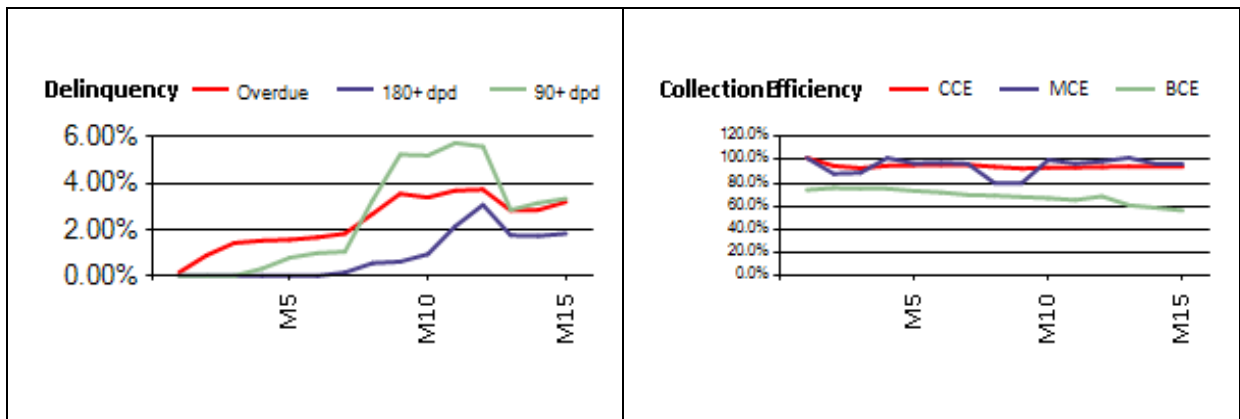 Delinquency Overdue 180+ dpd 90+ dpd
6.00%
4.00%
2.00%
0.00%
M5
M10
M15
Collection Efficiency CCE MCE BCE
120.0%
100.0%
80.0%
60.0%
40.0%
20.0%
0.0%
M5
M10
M15